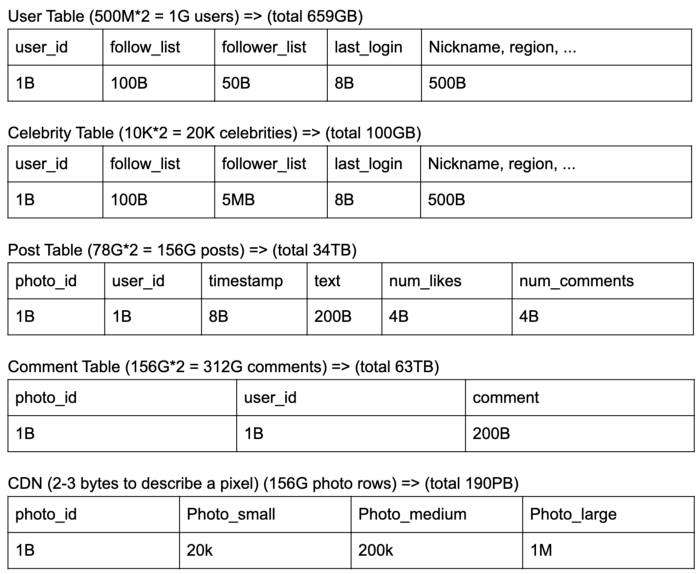 User Table (500M*2 = 1G users) => (total 659GB)
user_id follow_list follower_list last_login Nickname, region, ...
1B 100B 50B 8B 500B
Celebrity Table (10K*2 = 20K celebrities) => (total 100GB)
user_id follow_list follower_list last_login Nickname, region, ...
1B 100B 5MB 8B 500B
Post Table (78G*2 = 156G posts) => (total 34TB)
photo_id user_id timestamp text num_likes num_comments
1B 1B 8B 200B 4B 4B
Comment Table (156G*2 = 312G comments) => (total 63TB)
photo_id user_id comment
1B 1B 200B
CDN (2-3 bytes to describe a pixel) (156G photo rows) => (total 190PB)
photo_id Photo_small Photo_medium Photo_large
1B 20k 200k 1M